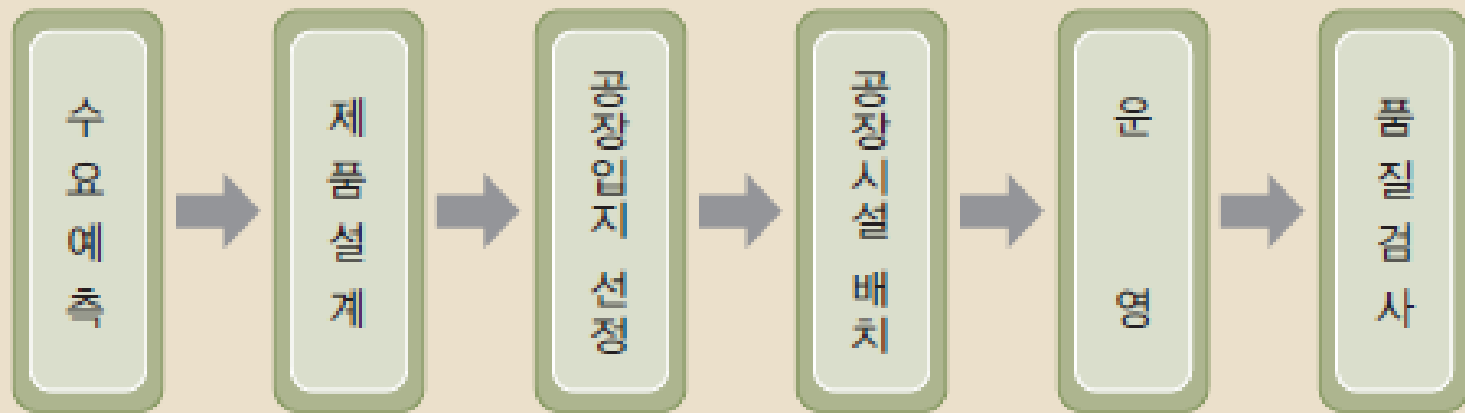 수요예측
제품설계
공장입지 선정
공장시설 배치
운영
품질검사